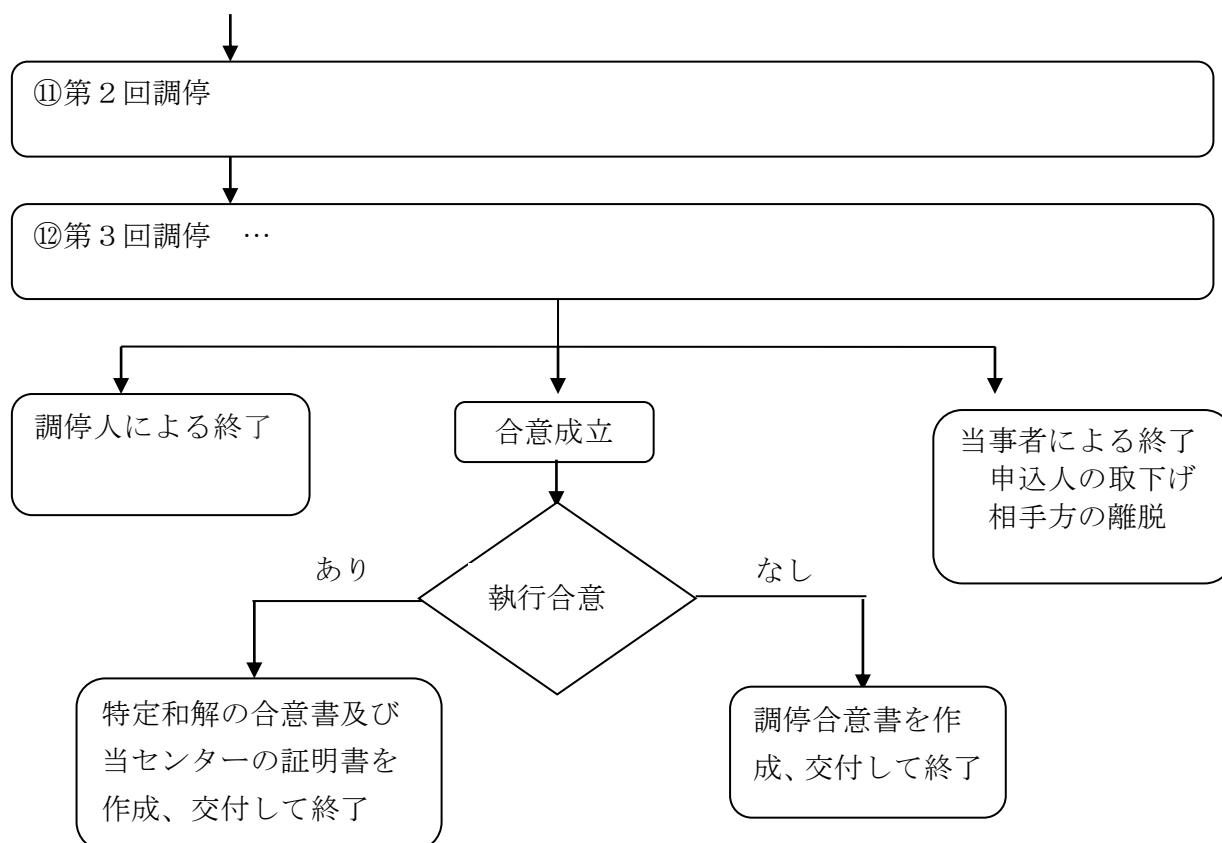 ⑪第２回調停
⑫第３回調停　…
調停人による終了
合意成立
当事者による終了
申込人の取下げ
相手方の離脱
あり
なし
執行合意
特定和解の合意書及び
当センターの証明書を
作成、交付して終了
調停合意書を作
成、交付して終了